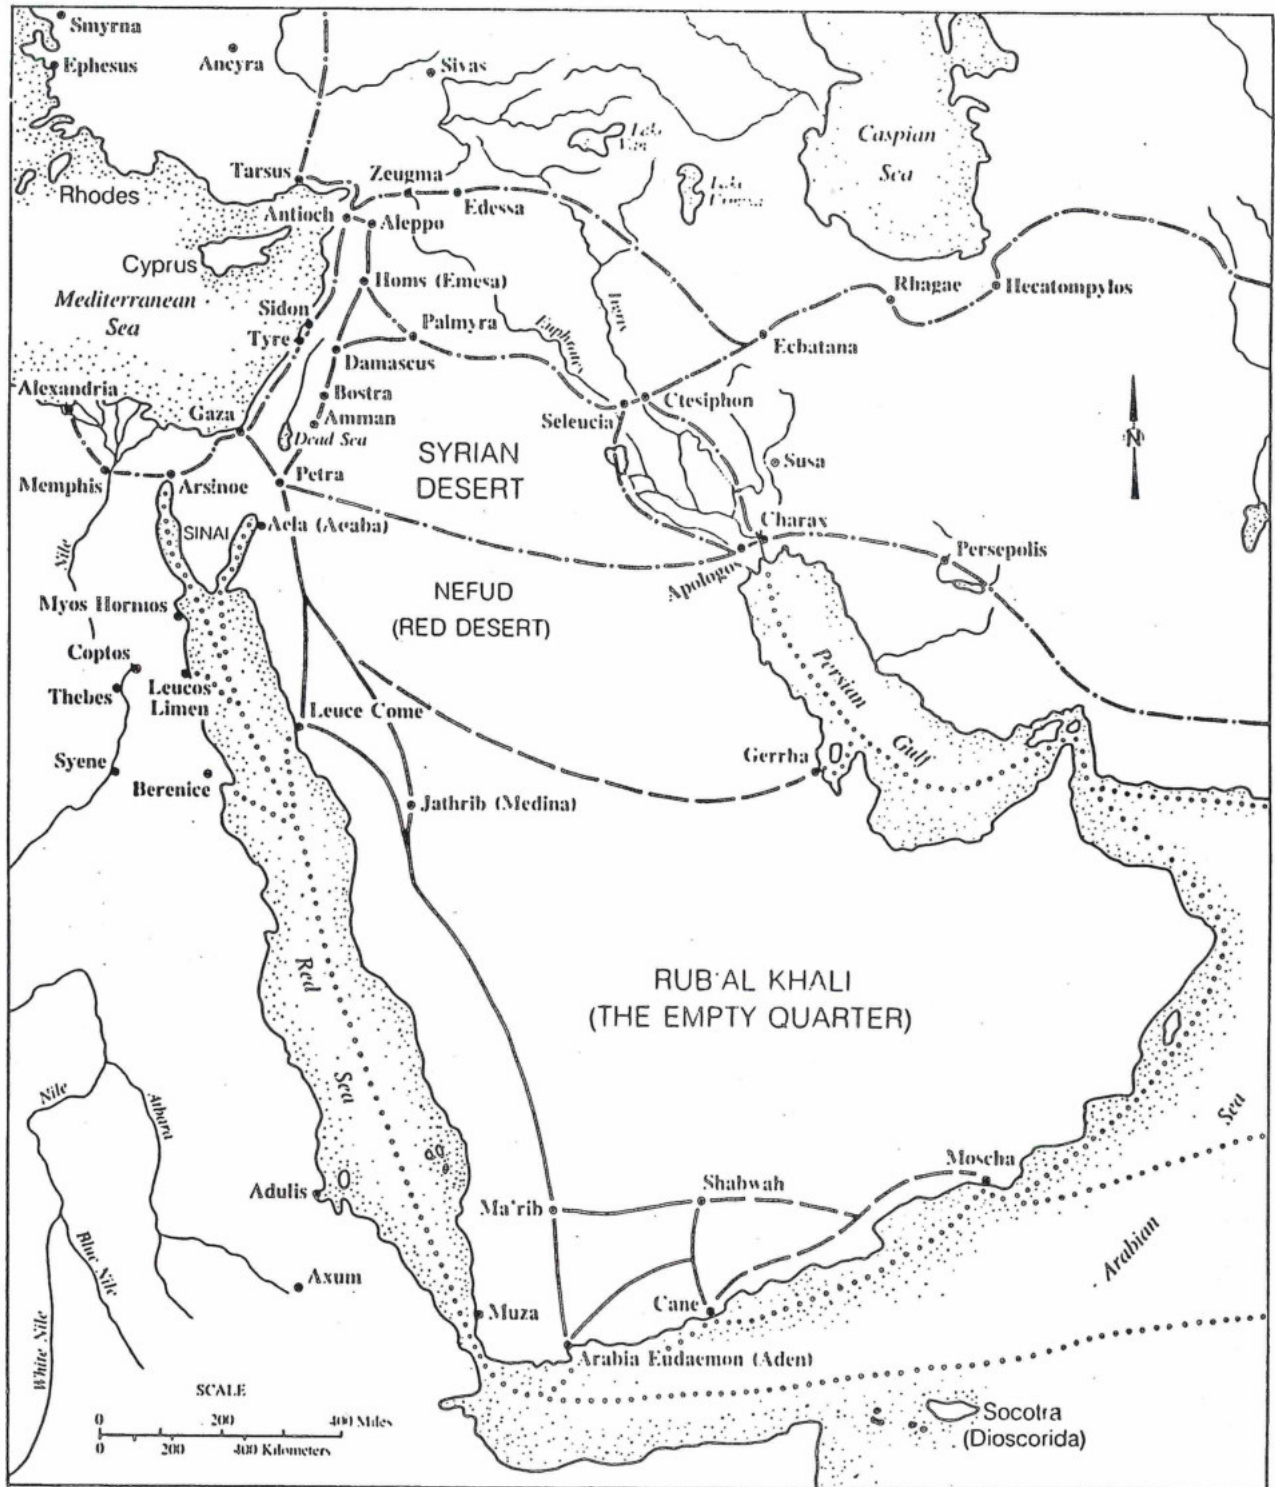 Smyrna
Ephesus
Ancyra
Sivas
Caspian
Sea
Tarsus
Zeugma
Edessa
Rhodes
Antioch
Aleppo
Cyprus
Homs (Emesa)
Rhagae
Hecatompylos
Mediterranean
Sea
Sidon
Tyre
Palmyra
Euphrates
Tigris
Ecbatana
Damascus
Alexandria
Bostra
Amman
Gaza
Dead Sea
Seleucia
Ctesiphon
SYRIAN
DESERT
N
Susa
Memphis
Arsinoe
Petra
SINAI
Aela (Aqaba)
Charax
Apologos
Persepolis
Nile
NEFUD
(RED DESERT)
Myos Hormos
Coptos
Thebes
Leucos
Limen
Persian
Gulf
Leuce Come
Syene
Berenice
Gerrha
Jathrib (Medina)
Red
Sea
RUB'AL KHALI
(THE EMPTY QUARTER)
Nile
Atbara
Sea
Arabian
Adulis
Ma'rib
Shabwah
Moscha
Blue Nile
Axum
White Nile
Muza
Cane
Arabia Eudaemon (Aden)
SCALE
0 200 400 Miles
0 200 400 Kilometers
Socotra
(Dioscorida)